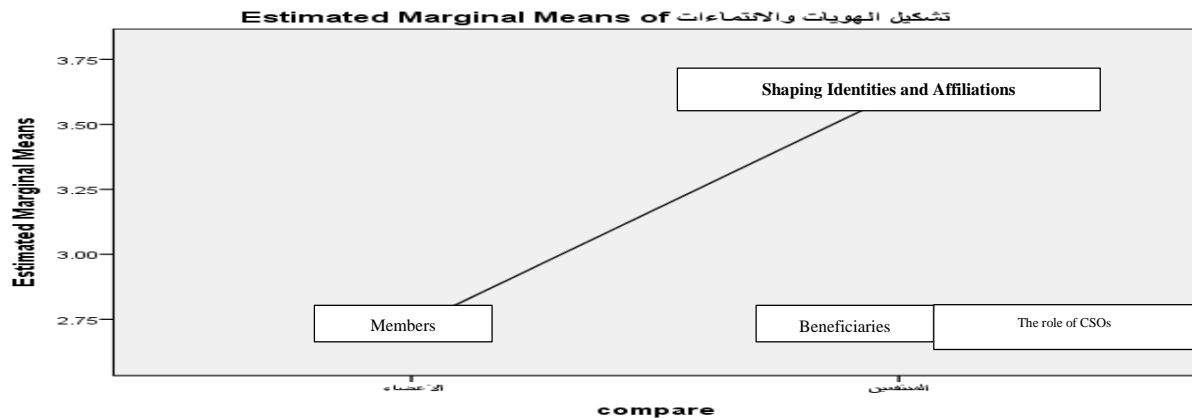 Estimated Marginal Means of تشكيل الهويات والانتماءات
Estimated Marginal Means
3.75
3.50
3.25
3.00
2.75
Shaping Identities and Affiliations
Members
Beneficiaries
The role of CSOs
الأعضاء
المنتفعين
compare